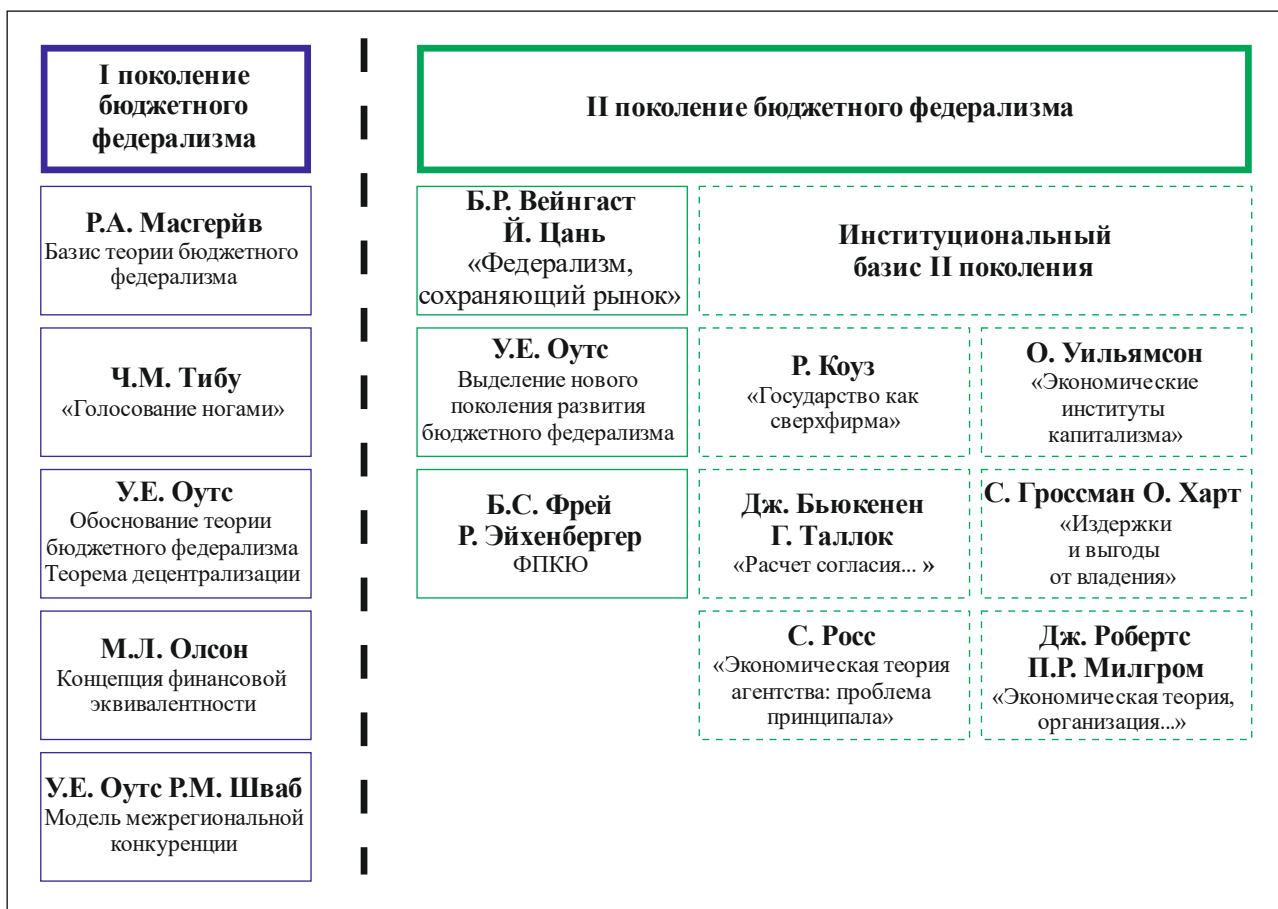 I поколение
бюджетного
федерализма
Р.А. Масгерйв
Базис теории бюджетного
федерализма
Ч.М. Тибу
«Голосование ногами»
У.Е. Оутс
Обоснование теории
бюджетного федерализма
Теорема децентрализации
М.Л. Олсон
Концепция финансовой
эквивалентности
У.Е. Оутс Р.М. Шваб
Модель межрегиональной
конкуренции
II поколение бюджетного федерализма
Б.Р. Вейнгаст
Й. Цань
«Федерализм,
сохраняющий рынок»
У.Е. Оутс
Выделение нового
поколения развития
бюджетного федерализма
Б.С. Фрей
Р. Эйхенбергер
ФПКЮ
Институциональный
базис II поколения
Р. Коуз
«Государство как
сверхфирма»
О. Уильямсон
«Экономические
институты
капитализма»
Дж. Бьюкенен
Г. Таллок
«Расчет согласия... »
С. Гроссман О. Харт
«Издержки
и выгоды
от владения»
С. Росс
«Экономическая теория
агентства: проблема
принципала»
Дж. Робертс
П.Р. Милгром
«Экономическая теория,
организация...»